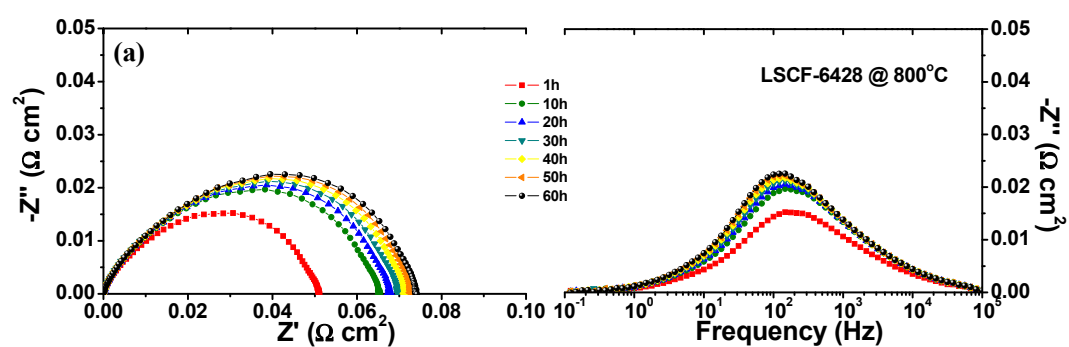 (a)
0.05
0.04
0.03
0.02
0.01
0.00
-Z'' (Ω cm²)
0.00 0.02 0.04 0.06 0.08 0.10
Z' (Ω cm²)
1h
10h
20h
30h
40h
50h
60h
LSCF-6428 @ 800°C
0.05
0.04
0.03
0.02
0.01
0.00
-Z'' (Ω cm²)
10⁻¹ 10⁰ 10¹ 10² 10³ 10⁴ 10⁵
Frequency (Hz)